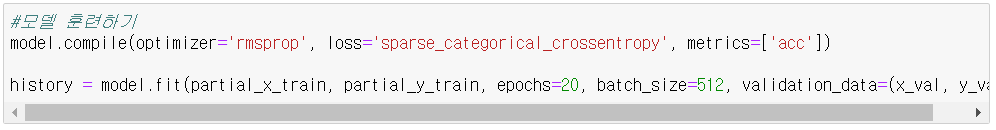 #모델 훈련하기
model.compile(optimizer='rmsprop', loss='sparse_categorical_crossentropy', metrics=['acc'])
history = model.fit(partial_x_train, partial_y_train, epochs=20, batch_size=512, validation_data=(x_val, y_va